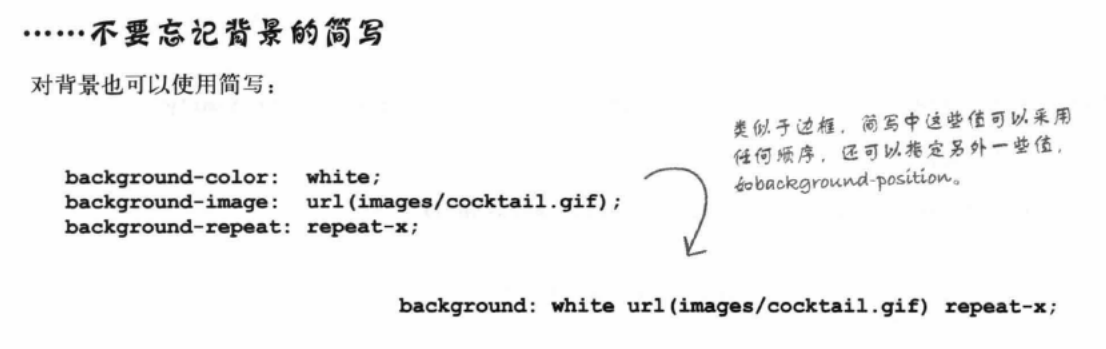 ……不要忘记背景的简写
对背景也可以使用简写：
类似于边框，简写中这些值可以采用
任何顺序，还可以指定另外一些值，
如background-position。
background-color: white;
background-image: url(images/cocktail.gif);
background-repeat: repeat-x;
background: white url(images/cocktail.gif) repeat-x;